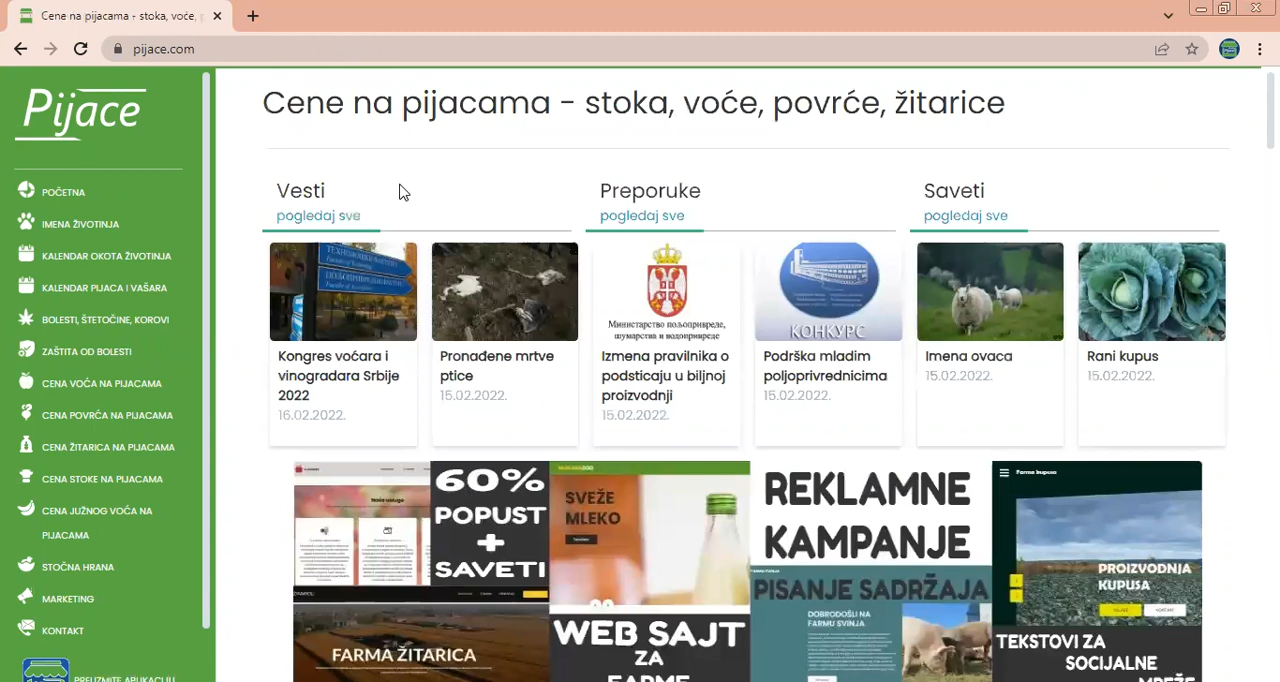 Cene na pijacama - stoka, voće,
pijace.com
Pijace
POČETNA
IMENA ŽIVOTINJA
KALENDAR OKOTA ŽIVOTINJA
KALENDAR PIJACA I VAŠARA
BOLESTI, ŠTETOČINE, KOROVI
ZAŠTITA OD BOLESTI
CENA VOĆA NA PIJACAMA
CENA POVRĆA NA PIJACAMA
CENA ŽITARICA NA PIJACAMA
CENA STOKE NA PIJACAMA
CENA JUŽNOG VOĆA NA
PIJACAMA
STOČNA HRANA
MARKETING
KONTAKT
PREUZMITE APLIKACIJU
Cene na pijacama - stoka, voće, povrće, žitarice
Vesti
pogledaj sve
Preporuke
pogledaj sve
Saveti
pogledaj sve
Kongres voćara i
vinogradara Srbije
2022
16.02.2022.
Pronađene mrtve
ptice
15.02.2022.
Министарство пољопривреде,
шумарства и водопривреде
Izmena pravilnika o
podsticaju u biljnoj
proizvodnji
15.02.2022.
КОНКУРС
Podrška mladim
poljoprivrednicima
15.02.2022.
Imena ovaca
15.02.2022.
Rani kupus
15.02.2022.
Naše usluge
60%
POPUST
+
SAVETI
FARMA ŽITARICA
SVEŽE
MLEKO
WEB SAJT
ZA
FARME
REKLAMNE
KAMPANJE
PISANJE SADRŽAJA
DOBRODOŠLI NA
FARMU SVINJA
Farma kupusa
PROIZVODNJA
KUPUSA
TEKSTOVI ZA
SOCIJALNE
MREŽE